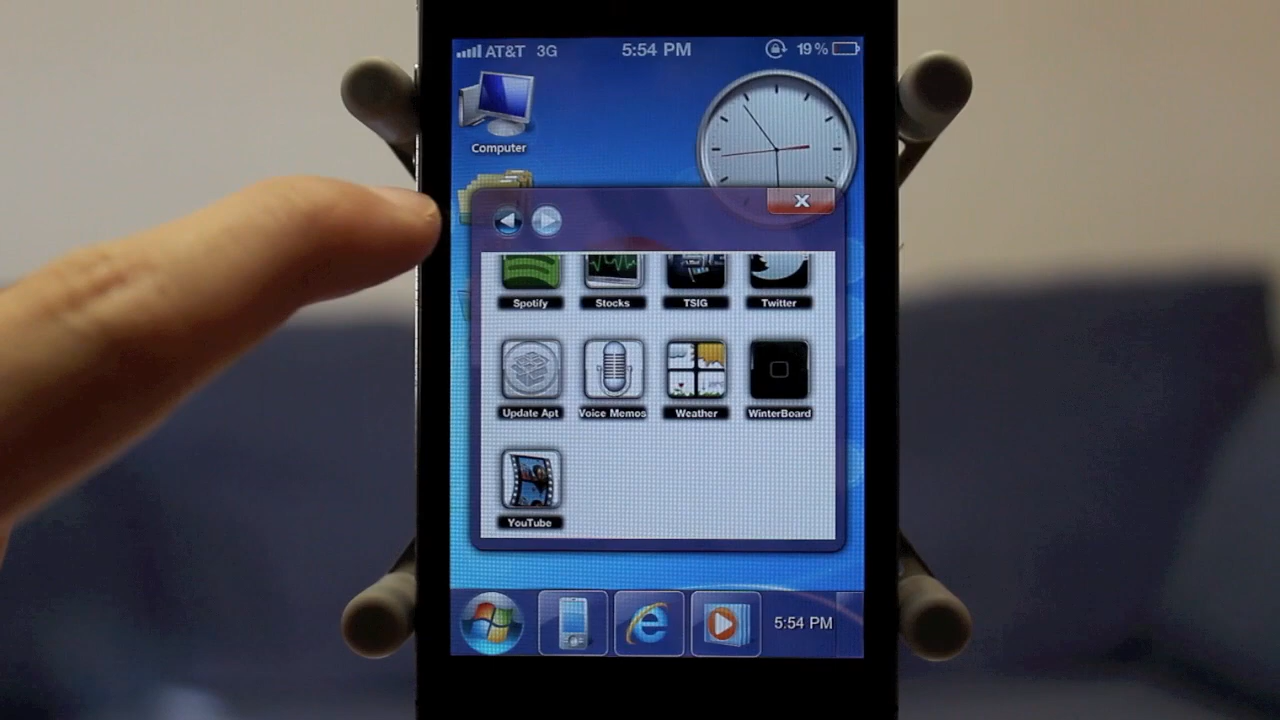 AT&T 3G 5:54 PM 19%
Computer
Spotify Stocks TSIG Twitter
Update Apt Voice Memos Weather WinterBoard
YouTube
5:54 PM